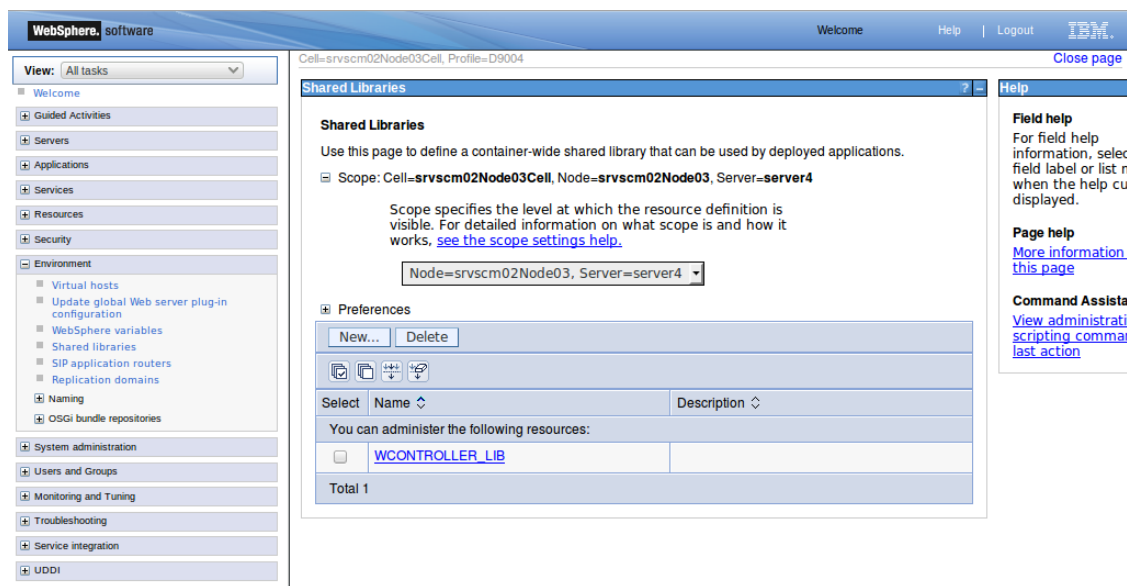 WebSphere. software
Welcome
Help | Logout
IBM.
View: All tasks
Welcome
Guided Activities
Servers
Applications
Services
Resources
Security
Environment
Virtual hosts
Update global Web server plug-in
configuration
WebSphere variables
Shared libraries
SIP application routers
Replication domains
Naming
OSGi bundle repositories
System administration
Users and Groups
Monitoring and Tuning
Troubleshooting
Service integration
UDDI
Cell=srvscm02Node03Cell, Profile=D9004
Close page
Shared Libraries
Shared Libraries
Use this page to define a container-wide shared library that can be used by deployed applications.
Scope: Cell=srvscm02Node03Cell, Node=srvscm02Node03, Server=server4
Scope specifies the level at which the resource definition is
visible. For detailed information on what scope is and how it
works, see the scope settings help.
Node=srvscm02Node03, Server=server4
Preferences
New... Delete
Select Name Description
You can administer the following resources:
WCONTROLLER_LIB
Total 1
Help
Field help
For field help
information, selec
field label or list
when the help cu
displayed.
Page help
More information
this page
Command Assista
View administrati
scripting comma
last action